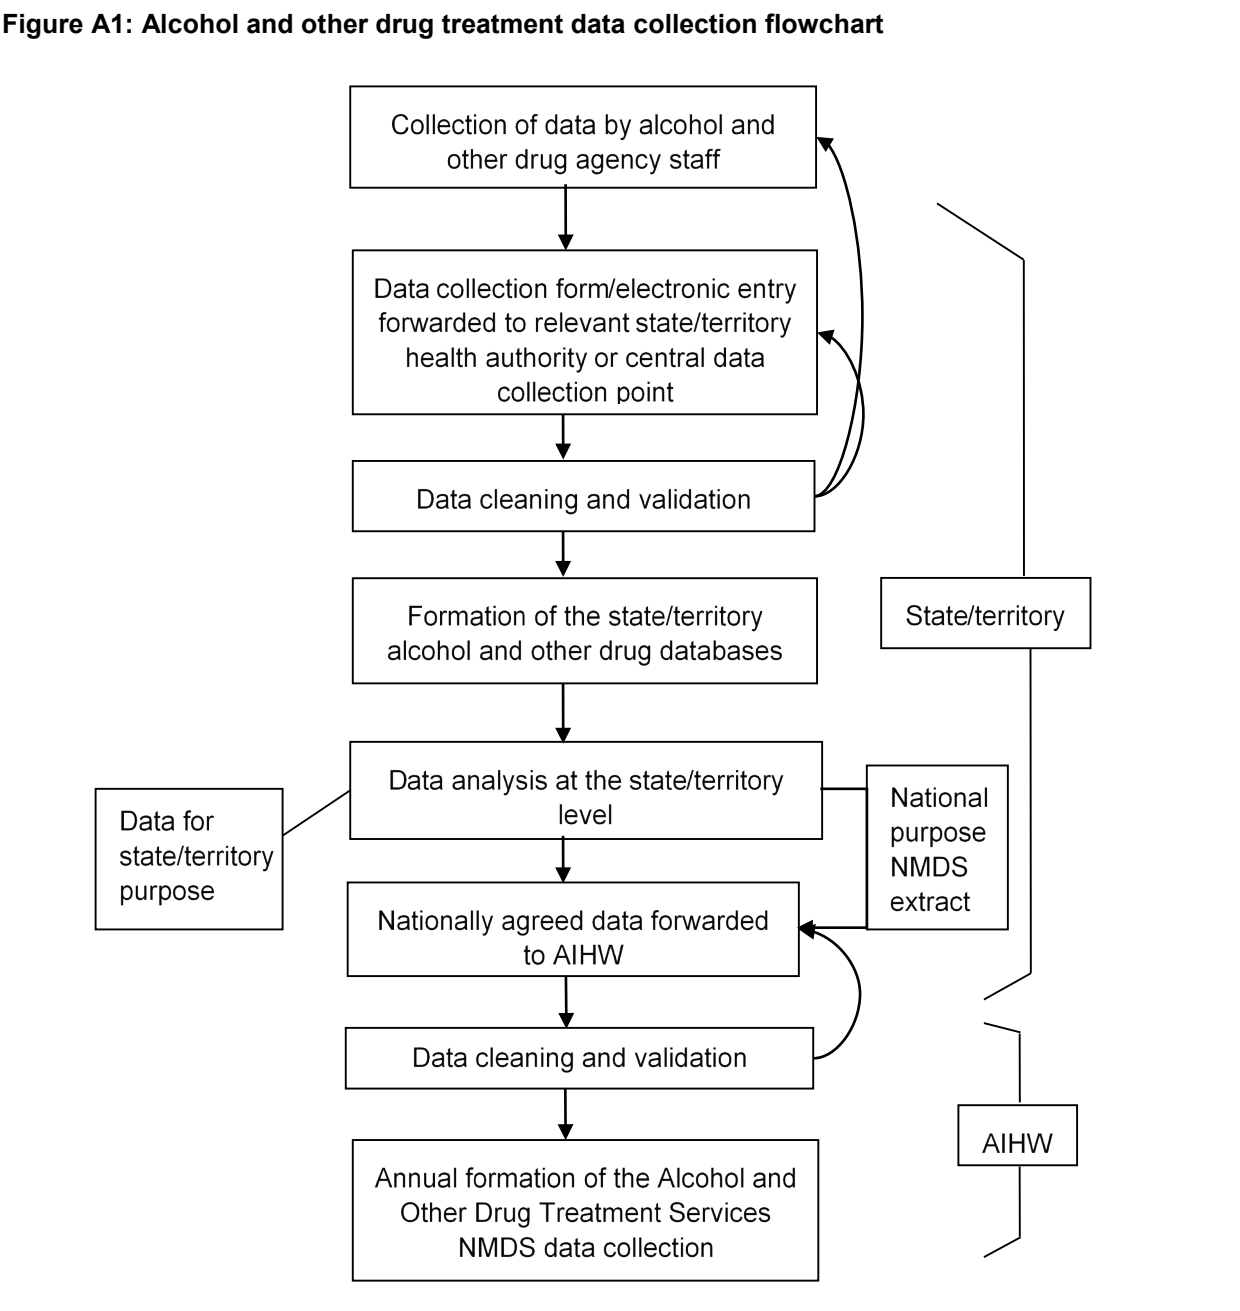 Figure A1: Alcohol and other drug treatment data collection flowchart
Collection of data by alcohol and
other drug agency staff
Data collection form/electronic entry
forwarded to relevant state/territory
health authority or central data
collection point
Data cleaning and validation
Formation of the state/territory
alcohol and other drug databases
State/territory
Data analysis at the state/territory
level
Data for
state/territory
purpose
National
purpose
NMDS
extract
Nationally agreed data forwarded
to AIHW
Data cleaning and validation
AIHW
Annual formation of the Alcohol and
Other Drug Treatment Services
NMDS data collection